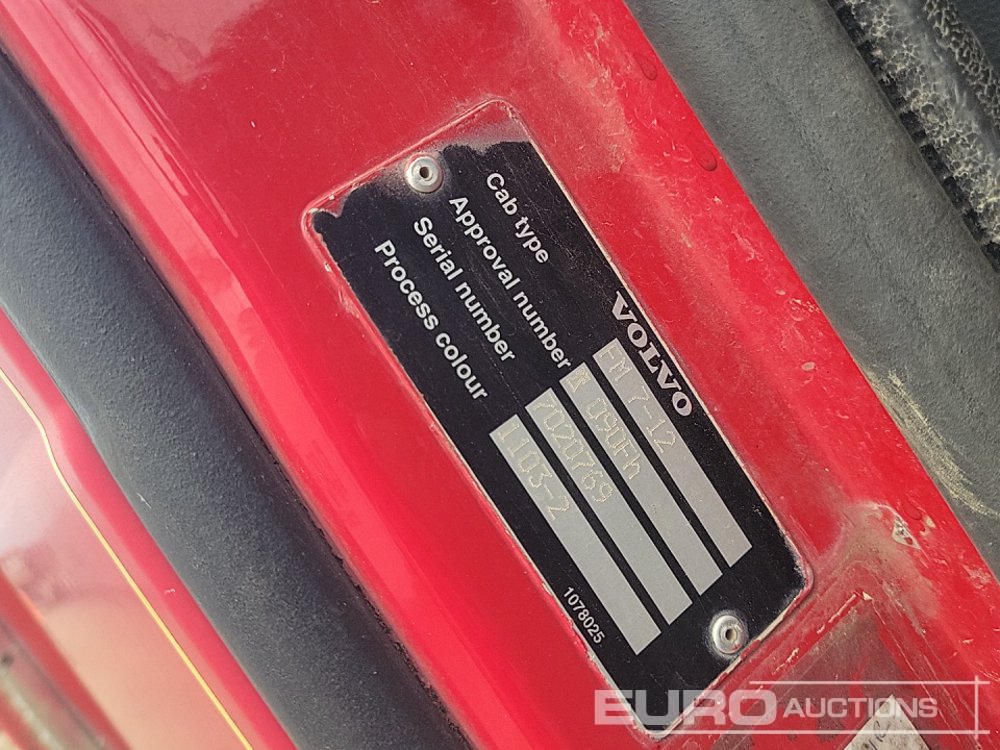 VOLVO
Cab type FM 7-12
Approval number
Serial number 7020769
Process colour 1103-2
1078025
EURO AUCTIONS